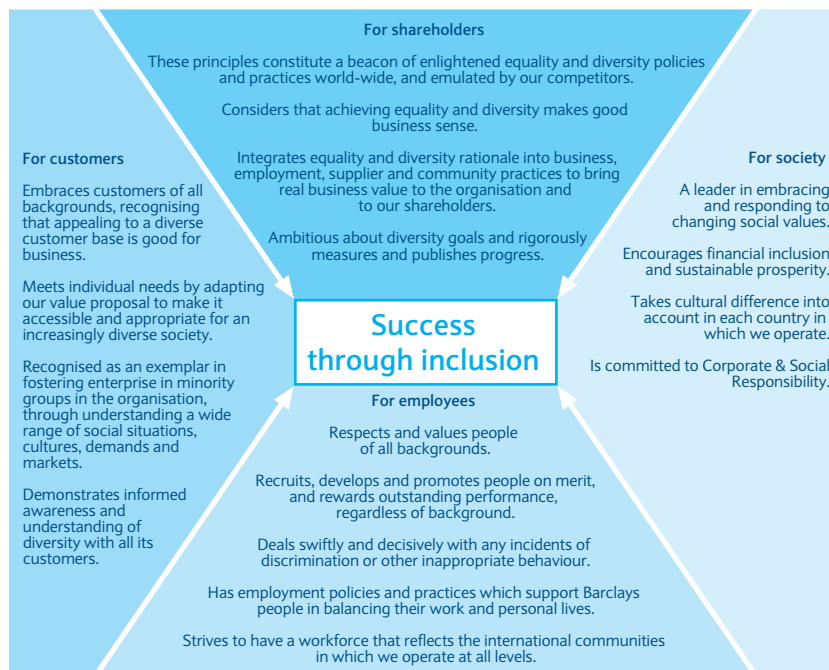 For shareholders
These principles constitute a beacon of enlightened equality and diversity policies
and practices world-wide, and emulated by our competitors.
Considers that achieving equality and diversity makes good
business sense.
Integrates equality and diversity rationale into business,
employment, supplier and community practices to bring
real business value to the organisation and
to our shareholders.
Ambitious about diversity goals and rigorously
measures and publishes progress.
For customers
Embraces customers of all
backgrounds, recognising
that appealing to a diverse
customer base is good for
business.
Meets individual needs by adapting
our value proposal to make it
accessible and appropriate for an
increasingly diverse society.
Recognised as an exemplar in
fostering enterprise in minority
groups in the organisation,
through understanding a wide
range of social situations,
cultures, demands and
markets.
Demonstrates informed
awareness and
understanding of
diversity with all its
customers.
Success
through inclusion
For society
A leader in embracing
and responding to
changing social values.
Encourages financial inclusion
and sustainable prosperity.
Takes cultural difference into
account in each country in
which we operate.
Is committed to Corporate & Social
Responsibility.
For employees
Respects and values people
of all backgrounds.
Recruits, develops and promotes people on merit,
and rewards outstanding performance,
regardless of background.
Deals swiftly and decisively with any incidents of
discrimination or other inappropriate behaviour.
Has employment policies and practices which support Barclays
people in balancing their work and personal lives.
Strives to have a workforce that reflects the international communities
in which we operate at all levels.